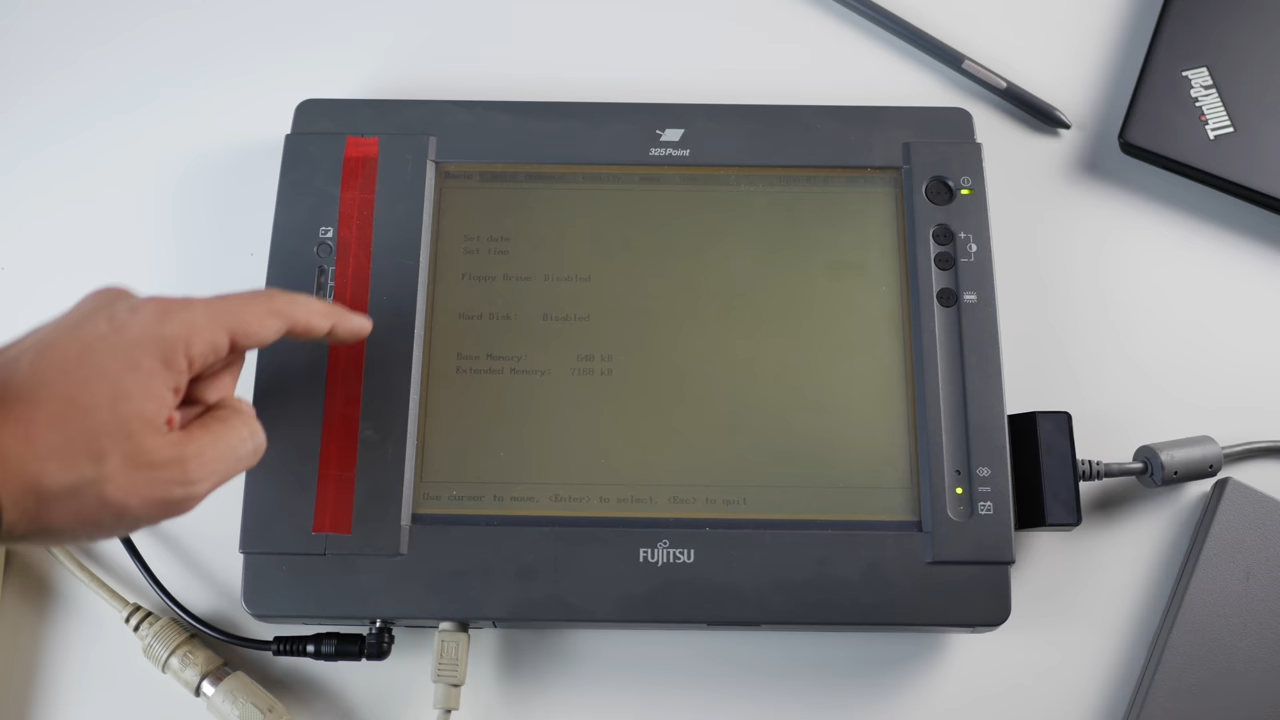 325Point
ThinkPad
Set date
Set time
Floppy Drive: Disabled
Hard Disk: Disabled
Base Memory: 640 kB
Extended Memory: 7160 kB
Use cursor to move, <Enter> to select, <Esc> to quit
FUJITSU